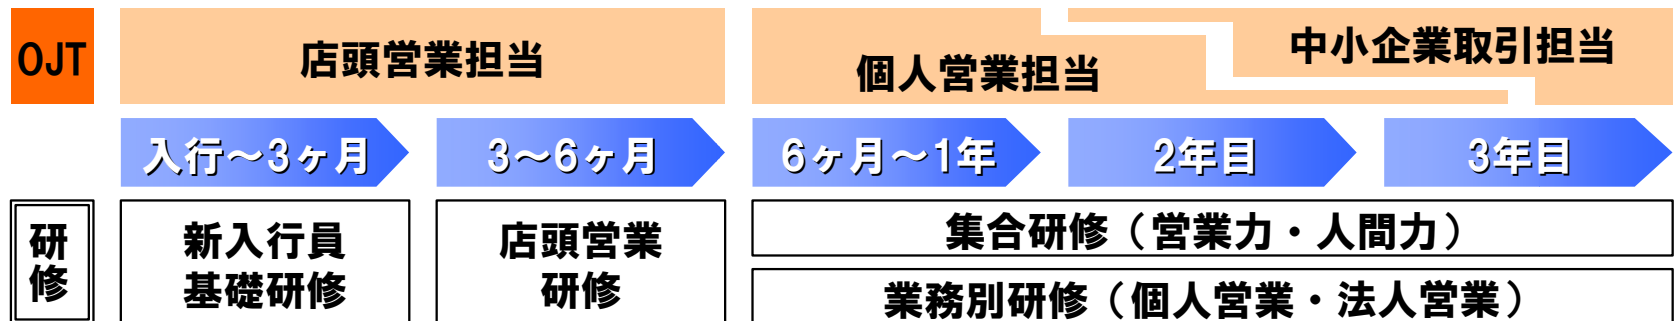 OJT
店頭営業担当
個人営業担当
中小企業取引担当
入行～3ヶ月
3～6ヶ月
6ヶ月～1年
2年目
3年目
研
修
新入行員
基礎研修
店頭営業
研修
集合研修（営業力・人間力）
業務別研修（個人営業・法人営業）